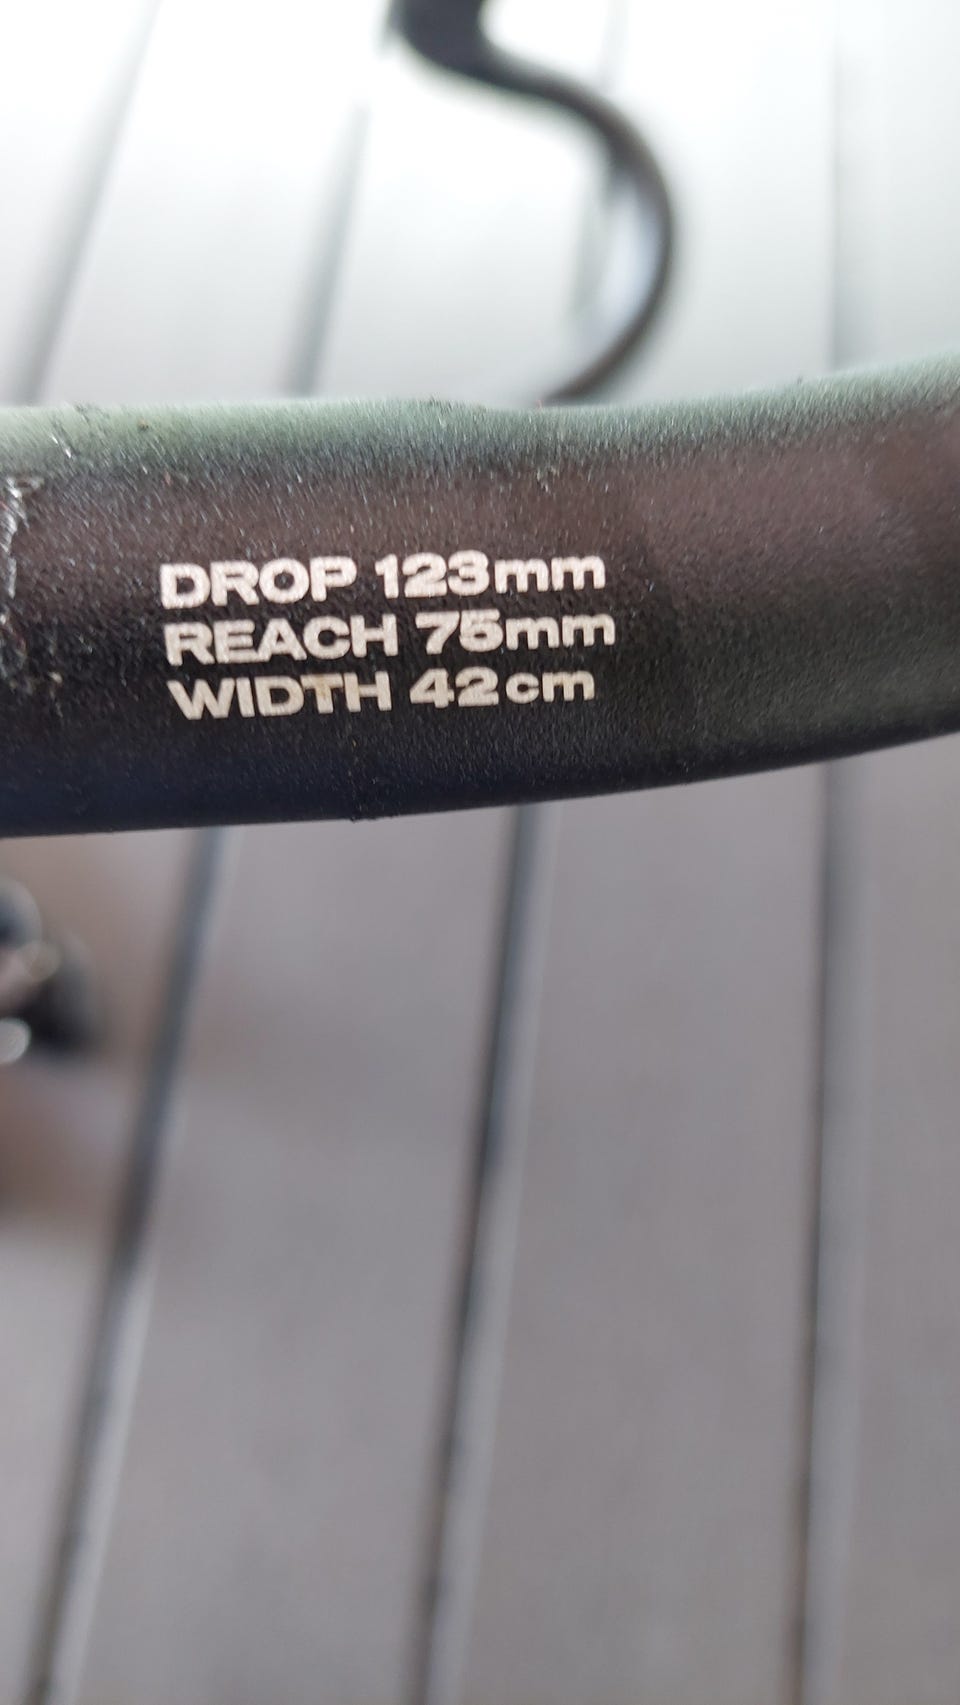 DROP 123mm
REACH 75mm
WIDTH 42cm